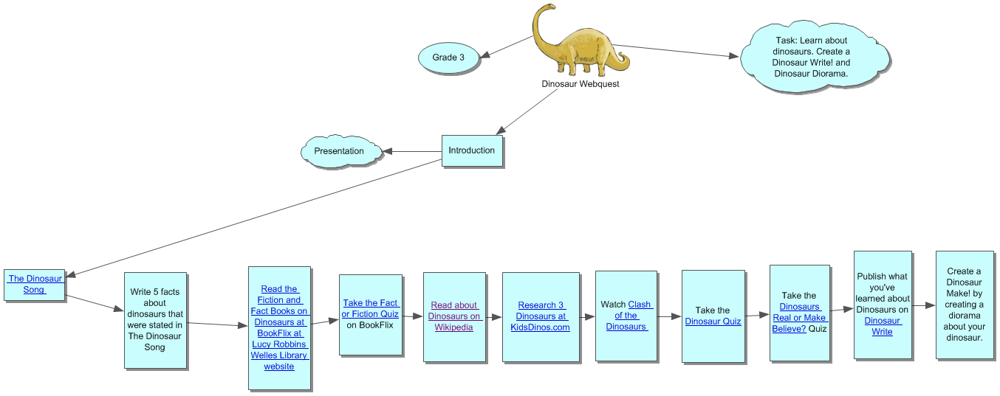 Grade 3
Dinosaur Webquest
Task: Learn about
dinosaurs. Create a
Dinosaur Write! and
Dinosaur Diorama.
Presentation
Introduction
The Dinosaur
Song
Write 5 facts
about
dinosaurs that
were stated in
The Dinosaur
Song
Read the
Fiction and
Fact Books on
Dinosaurs at
BookFlix at
Lucy Robbins
Welles Library
website
Take the Fact
or Fiction Quiz
on BookFlix
Read about
Dinosaurs on
Wikipedia
Research 3
Dinosaurs at
KidsDinos.com
Watch Clash
of the
Dinosaurs
Take the
Dinosaur Quiz
Take the
Dinosaurs
Real or Make
Believe? Quiz
Publish what
you've
learned about
Dinosaurs on
Dinosaur
Write
Create a
Dinosaur
Make! by
creating a
diorama
about your
dinosaur.